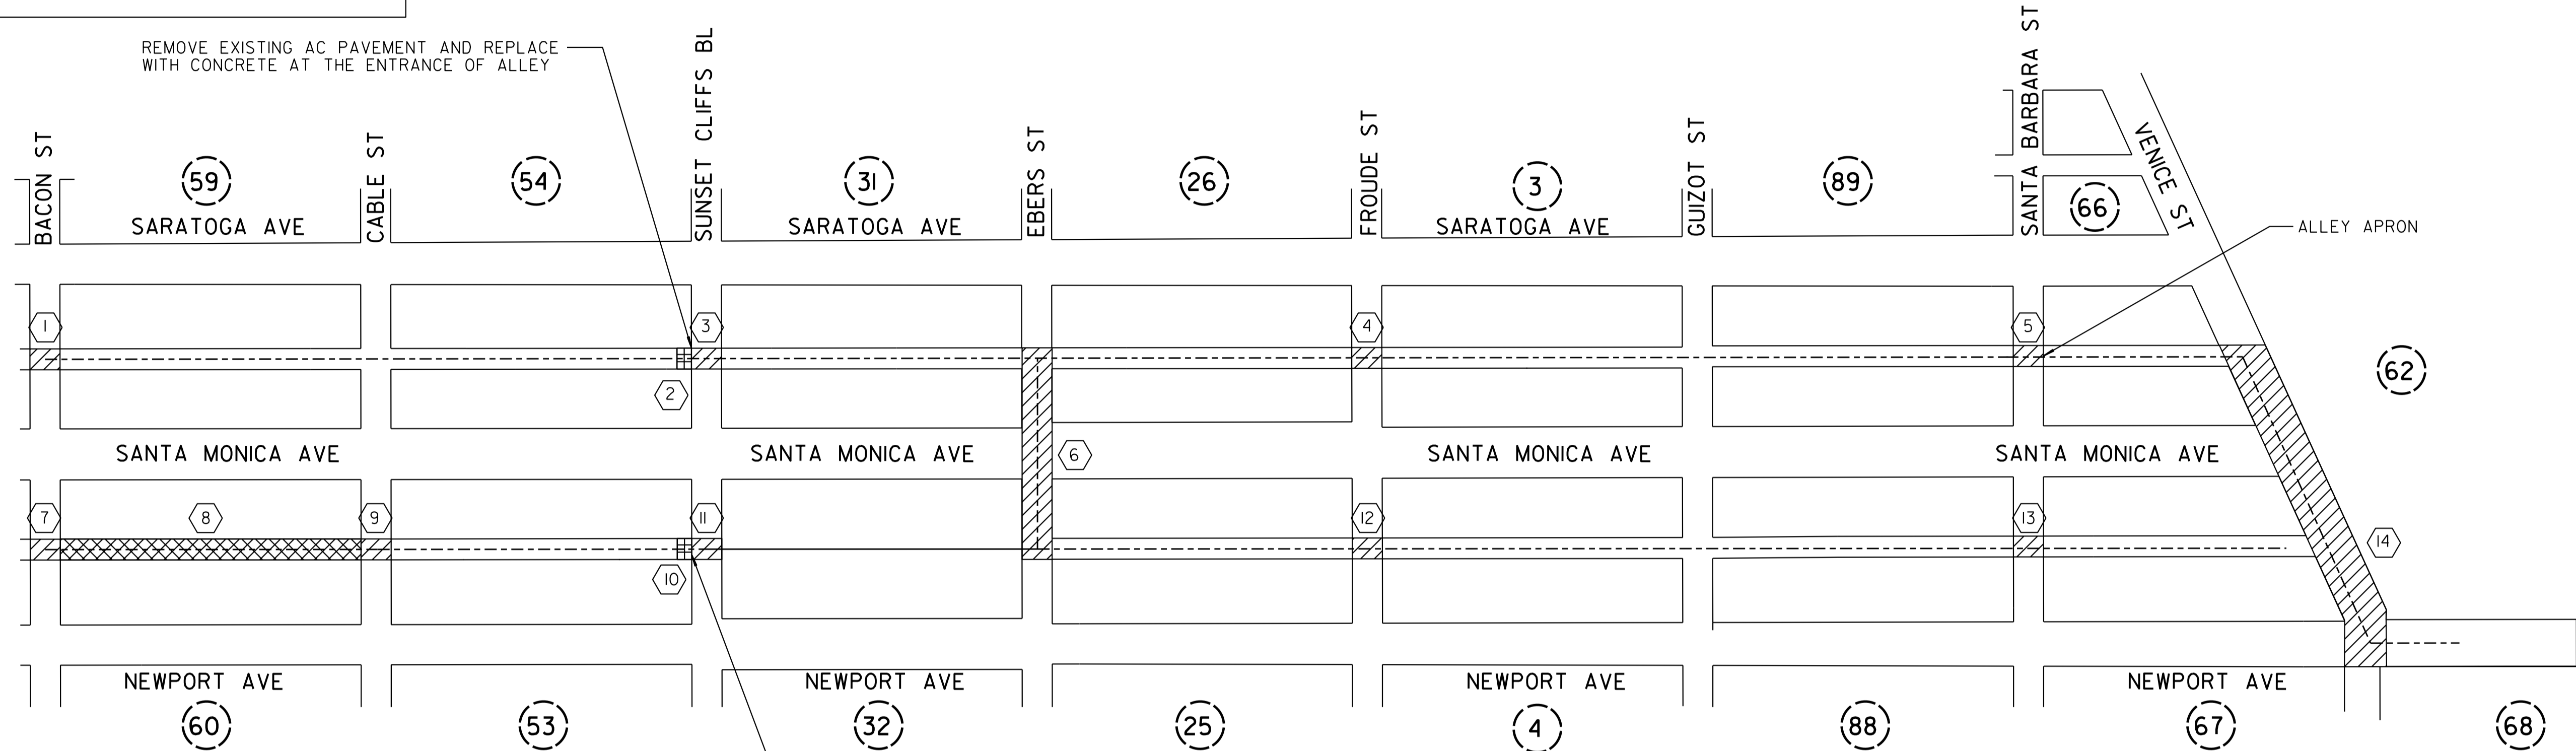 REMOVE EXISTING AC PAVEMENT AND REPLACE
WITH CONCRETE AT THE ENTRANCE OF ALLEY
BACON ST
CABLE ST
SUNSET CLIFFS BL
EBERS ST
FROUDE ST
GUIZOT ST
SANTA BARBARA ST
VENICE ST
59
54
31
26
3
89
66
SARATOGA AVE
SARATOGA AVE
SARATOGA AVE
ALLEY APRON
1
3
4
5
2
62
SANTA MONICA AVE
SANTA MONICA AVE
SANTA MONICA AVE
SANTA MONICA AVE
6
7
8
9
11
12
13
14
10
NEWPORT AVE
NEWPORT AVE
NEWPORT AVE
NEWPORT AVE
60
53
32
25
4
88
67
68